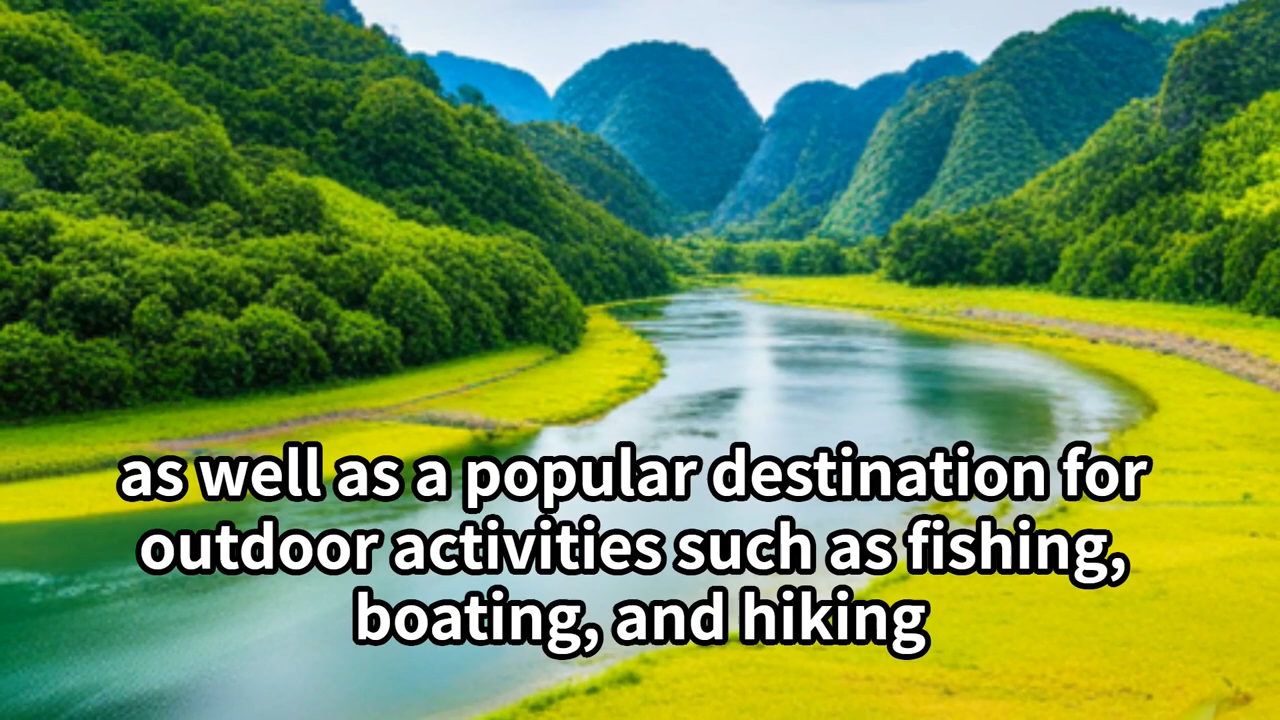 as well as a popular destination for
outdoor activities such as fishing,
boating, and hiking